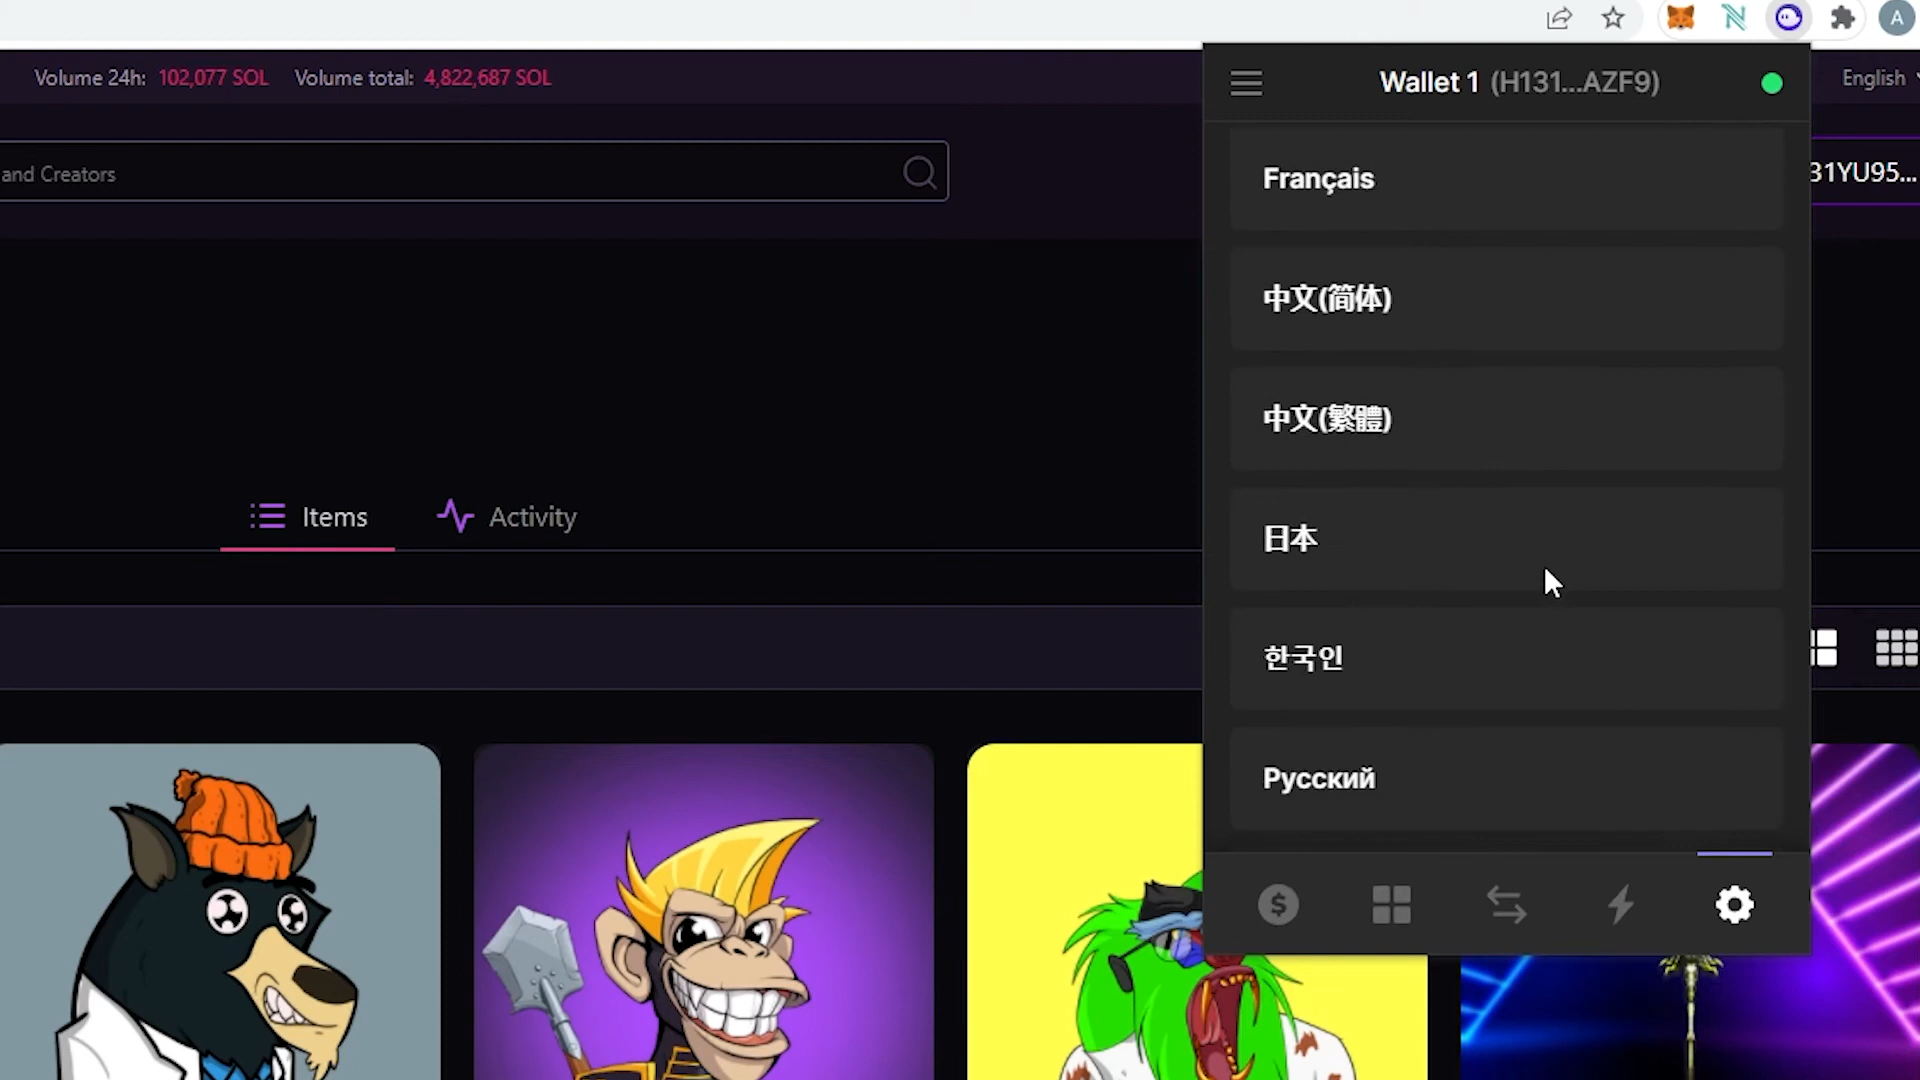 A
Volume 24h: 102,077 SOL Volume total: 4,822,687 SOL
Wallet 1 (H131...AZF9)
English
and Creators
31YU95...
Français
中文(简体)
中文(繁體)
日本
한국인
Русский
Items
Activity